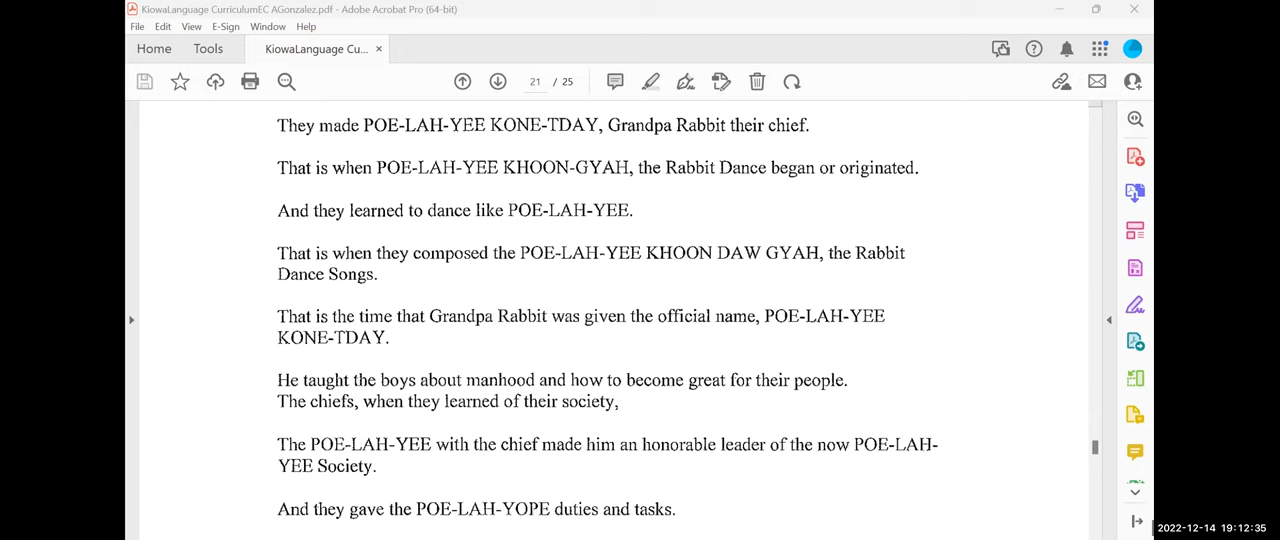 KiowaLanguage CurriculumEC AGonzalez.pdf - Adobe Acrobat Pro (64-bit)
File Edit View E-Sign Window Help
Home Tools KiowaLanguage Cu... ×
21 / 25
They made POE-LAH-YEE KONE-TDAY, Grandpa Rabbit their chief.
That is when POE-LAH-YEE KHOON-GYAH, the Rabbit Dance began or originated.
And they learned to dance like POE-LAH-YEE.
That is when they composed the POE-LAH-YEE KHOON DAW GYAH, the Rabbit
Dance Songs.
That is the time that Grandpa Rabbit was given the official name, POE-LAH-YEE
KONE-TDAY.
He taught the boys about manhood and how to become great for their people.
The chiefs, when they learned of their society,
The POE-LAH-YEE with the chief made him an honorable leader of the now POE-LAH-
YEE Society.
And they gave the POE-LAH-YOPE duties and tasks.
2022-12-14 19:12:35